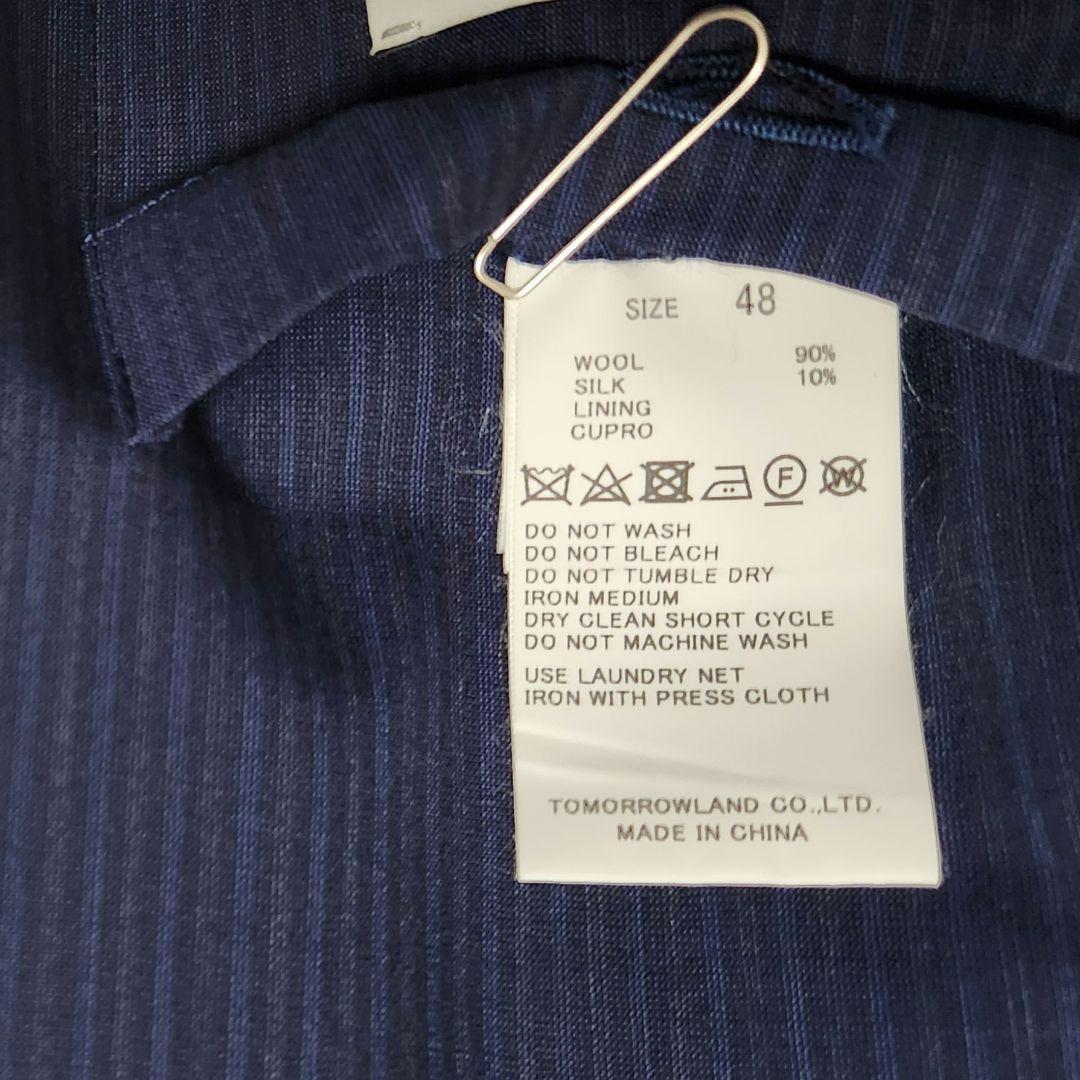 SIZE 48
WOOL 90%
SILK 10%
LINING
CUPRO
F W
DO NOT WASH
DO NOT BLEACH
DO NOT TUMBLE DRY
IRON MEDIUM
DRY CLEAN SHORT CYCLE
DO NOT MACHINE WASH
USE LAUNDRY NET
IRON WITH PRESS CLOTH
TOMORROWLAND CO.,LTD.
MADE IN CHINA